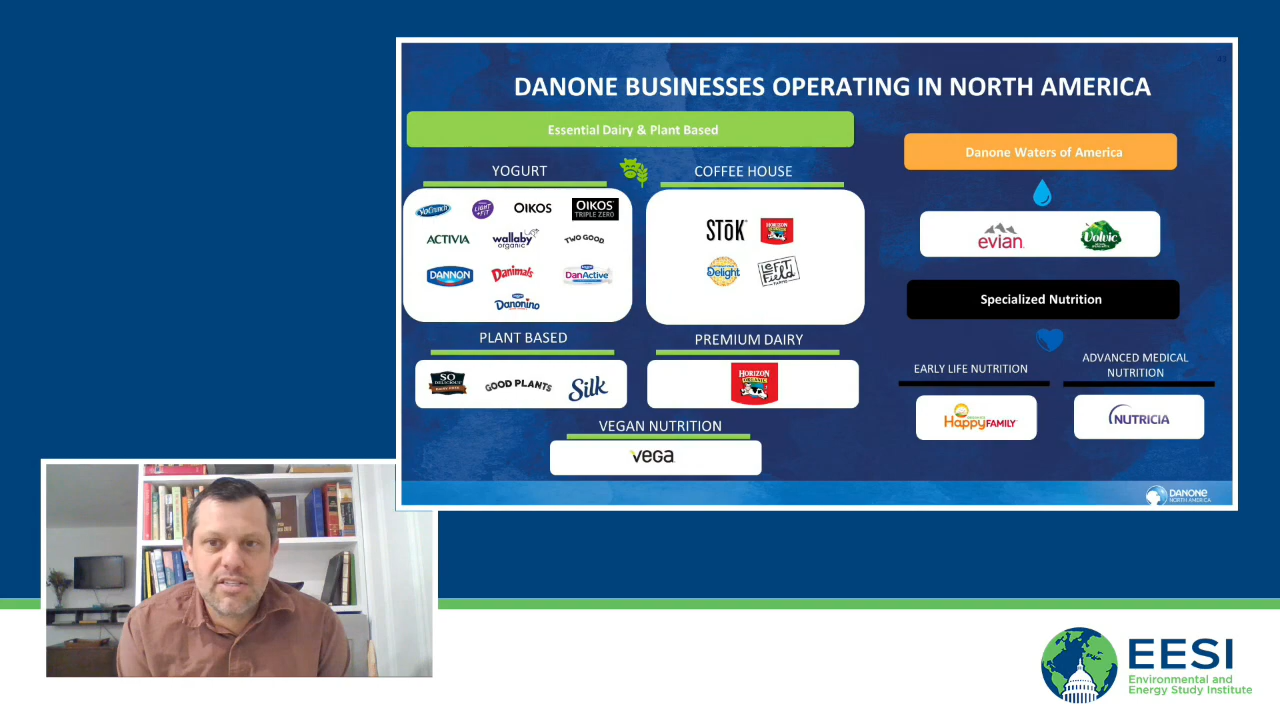 DANONE BUSINESSES OPERATING IN NORTH AMERICA
Essential Dairy & Plant Based
YOGURT
COFFEE HOUSE
YoCrunch
LIGHT
+FIT
OIKOS
OIKOS
TRIPLE ZERO
ACTIVIA
wallaby
organic
TWO GOOD
DANNON
Danimals
DanActive
Danonino
STōK
HORIZON
ORGANIC
Delight
LEFT
FIELD
FARMS
PLANT BASED
PREMIUM DAIRY
SO
DELICIOUS
DAIRY FREE
GOOD PLANTS
Silk
HORIZON
ORGANIC
VEGAN NUTRITION
vega
Danone Waters of America
evian
Volvic
Specialized Nutrition
EARLY LIFE NUTRITION
ADVANCED MEDICAL
NUTRITION
HappyFAMILY
NUTRICIA
DANONE
NORTH AMERICA
EESI
Environmental and
Energy Study Institute